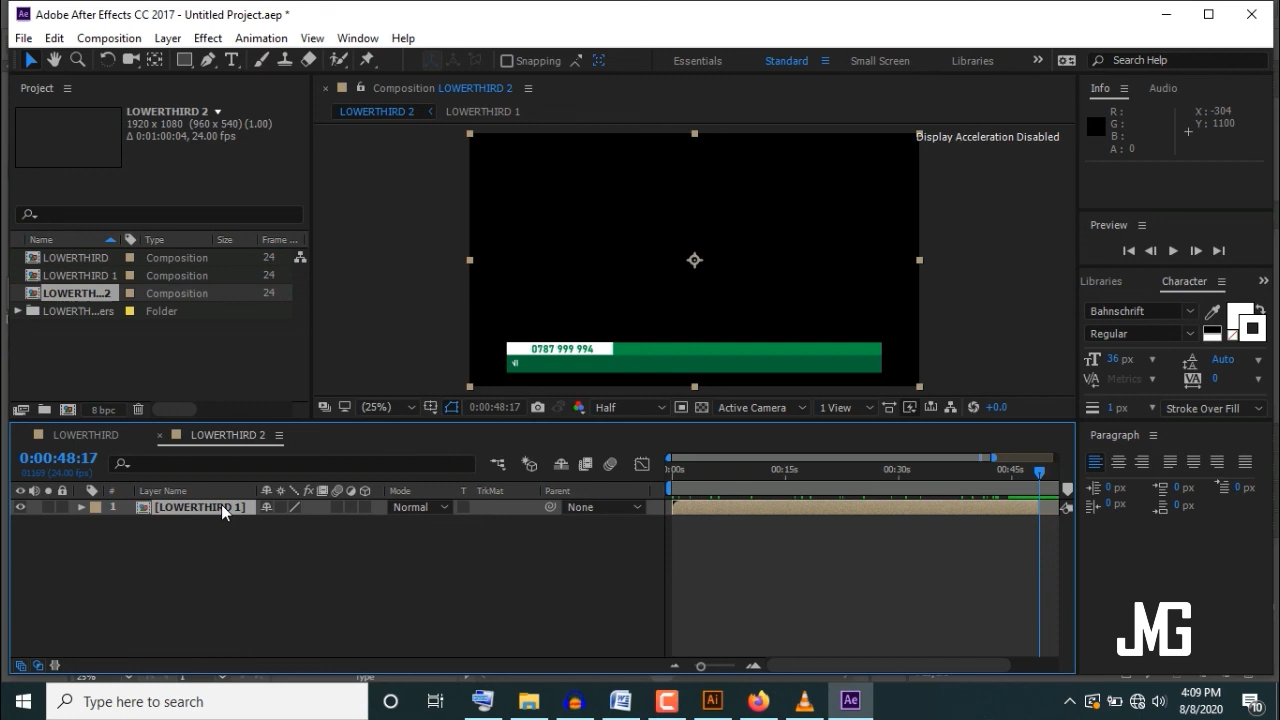 Adobe After Effects CC 2017 - Untitled Project.aep *
File Edit Composition Layer Effect Animation View Window Help
Snapping Essentials Standard Small Screen Libraries Search Help
Project
LOWERTHIRD 2
1920 x 1080 (960 x 540) (1.00)
Δ 0:01:00:04, 24.00 fps
Composition LOWERTHIRD 2
LOWERTHIRD 2 LOWERTHIRD 1
Display Acceleration Disabled
Info Audio
R: X: -304
G: Y: 1100
B:
A: 0
Preview
Name Type Size Frame ...
LOWERTHIRD Composition 24
LOWERTHIRD 1 Composition 24
LOWERTH...2 Composition 24
LOWERTH...ers Folder
0787 999 994
Libraries Character
Bahnschrift
Regular
36 px Auto
Metrics 0
1 px Stroke Over Fill
8 bpc
(25%) 0:00:48:17 Half Active Camera 1 View +0.0
LOWERTHIRD LOWERTHIRD 2
0:00:48:17
01169 (24.00 fps)
:00s 00:15s 00:30s 00:45s
# Layer Name fx Mode T TrkMat Parent
1 [LOWERTHIRD 1] Normal None
Paragraph
0 px 0 px 0 px
0 px 0 px
JMG
Type here to search
4:09 PM
8/8/2020
10